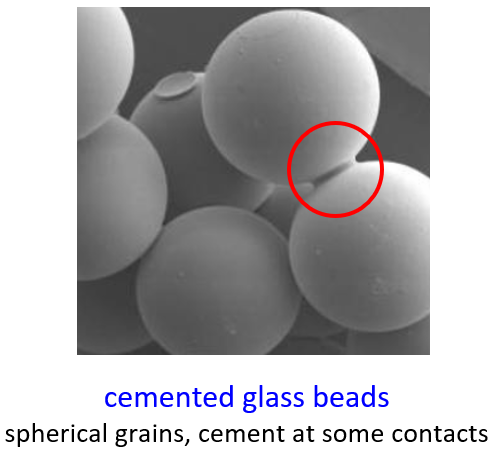 cemented glass beads
spherical grains, cement at some contacts